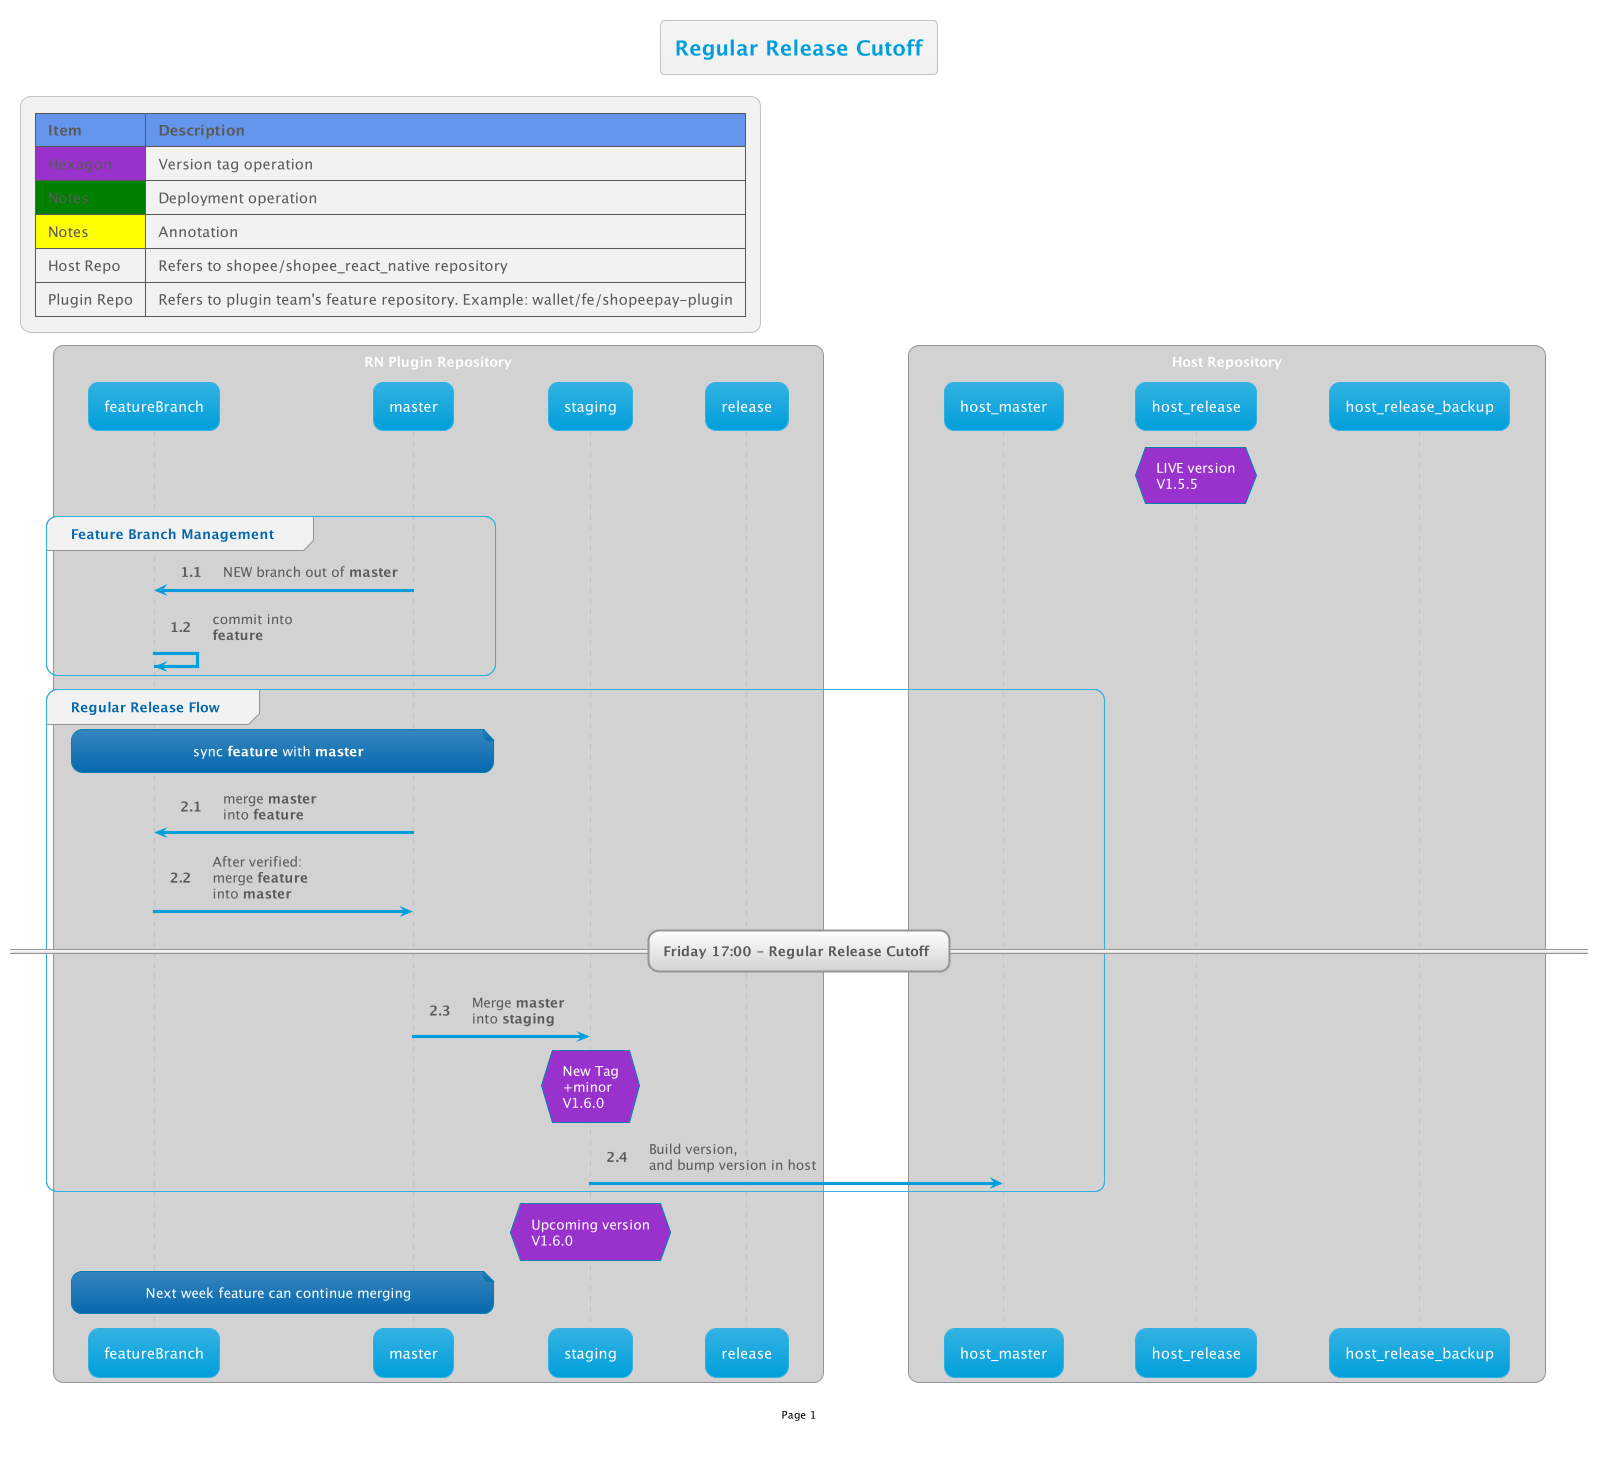 Regular Release Cutoff
Item Description
Hexagon Version tag operation
Notes Deployment operation
Notes Annotation
Host Repo Refers to shopee/shopee_react_native repository
Plugin Repo Refers to plugin team's feature repository. Example: wallet/fe/shopeepay-plugin
RN Plugin Repository
Host Repository
featureBranch
master
staging
release
host_master
host_release
host_release_backup
LIVE version
V1.5.5
Feature Branch Management
1.1 NEW branch out of master
1.2 commit into
feature
Regular Release Flow
sync feature with master
2.1 merge master
into feature
2.2 After verified:
merge feature
into master
Friday 17:00 - Regular Release Cutoff
2.3 Merge master
into staging
New Tag
+minor
V1.6.0
2.4 Build version,
and bump version in host
Upcoming version
V1.6.0
Next week feature can continue merging
featureBranch
master
staging
release
host_master
host_release
host_release_backup
Page 1